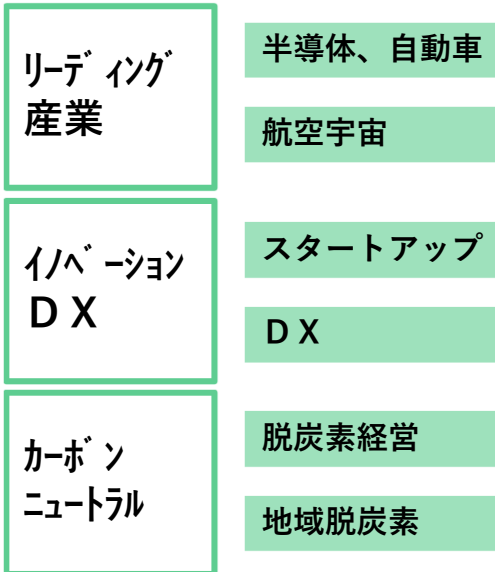 ﾘｰﾃﾞｨﾝｸﾞ
産業
半導体、自動車
航空宇宙
ｲﾉﾍﾞｰｼｮﾝ
ＤＸ
スタートアップ
ＤＸ
ｶｰﾎﾞﾝ
ﾆｭｰﾄﾗﾙ
脱炭素経営
地域脱炭素